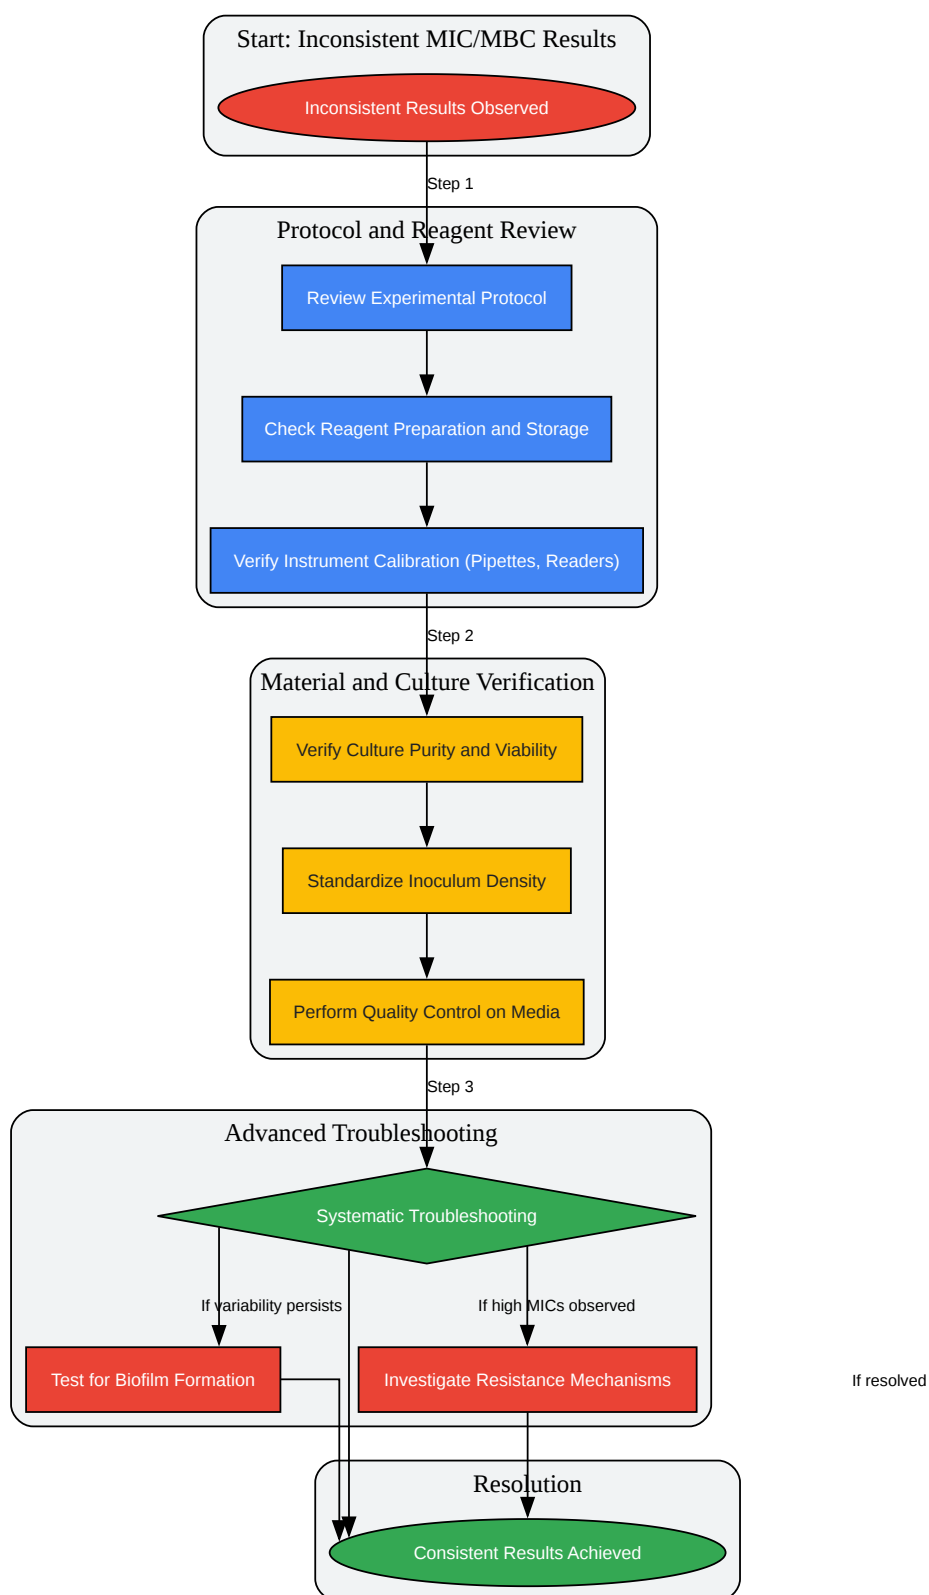 Start: Inconsistent MIC/MBC Results
Inconsistent Results Observed
Step 1
Protocol and Reagent Review
Review Experimental Protocol
Check Reagent Preparation and Storage
Verify Instrument Calibration (Pipettes, Readers)
Step 2
Material and Culture Verification
Verify Culture Purity and Viability
Standardize Inoculum Density
Perform Quality Control on Media
Step 3
Advanced Troubleshooting
Systematic Troubleshooting
If variability persists
If high MICs observed
Test for Biofilm Formation
Investigate Resistance Mechanisms
If resolved
Resolution
Consistent Results Achieved